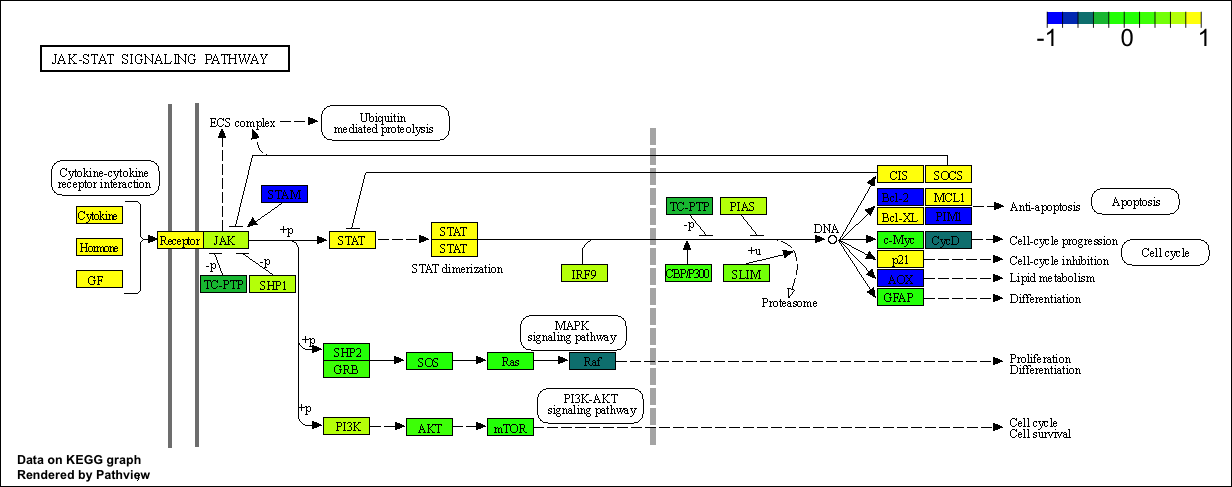 -1 0 1
JAK-STAT SIGNALING PATHWAY
Ubiquitin
mediated proteolysis
ECS complex
Cytokine-cytokine
receptor interaction
CIS SOCS
STAM
MCL1
Anti-apoptosis
Apoptosis
TC-PTP PIAS
Cytokine
Bcl-XL PIM1
-p
DNA
+p
Receptor JAK STAT
STAT
STAT
c-Myc CycD
Cell-cycle progression
Hormone
+u
Cell cycle
STAT dimerization
p21
Cell-cycle inhibition
-p -p
IRF9
CBP/P300 SLIM
GF
TC-PTP SHP1
AOX
Lipid metabolism
GFAP
Differentiation
Proteasome
MAPK
signaling pathway
+p
SHP2
GRB
SOS Ras Raf
Proliferation
Differentiation
PI3K-AKT
signaling pathway
+p
PI3K AKT mTOR
Cell cycle
Cell survival
Data on KEGG graph
Rendered by Pathview